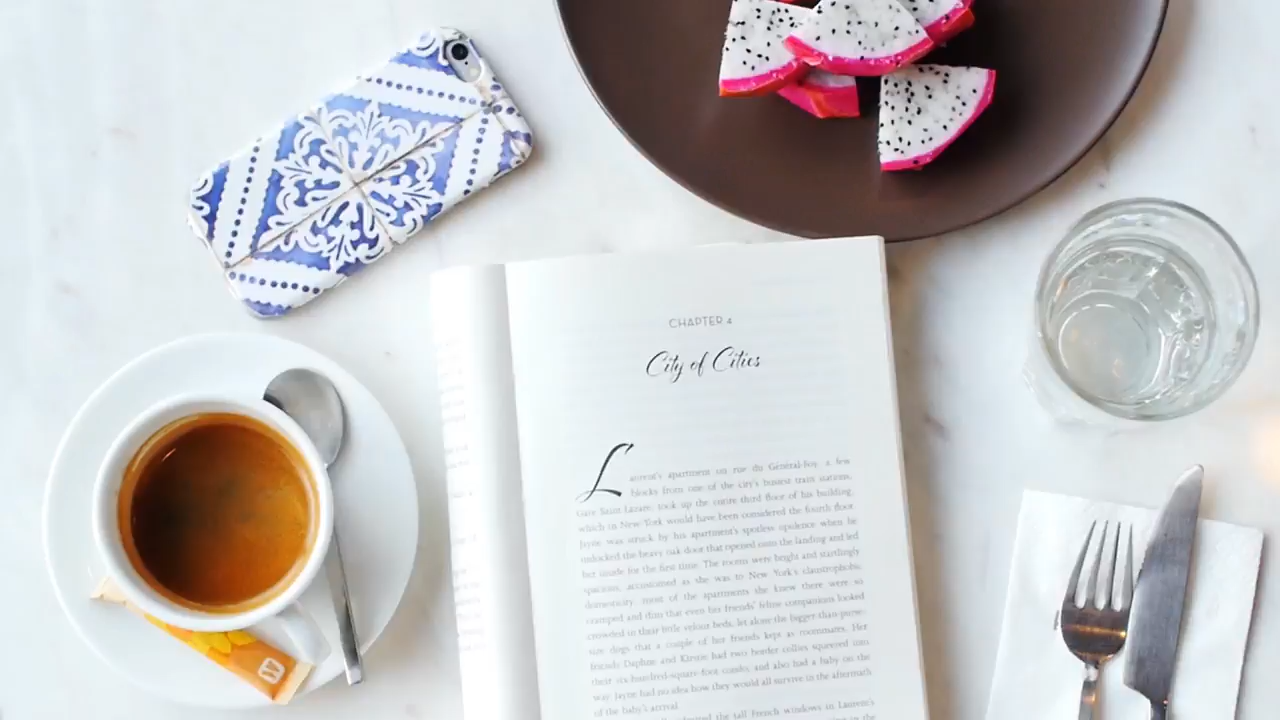 CHAPTER 4
City of Cities
Laurent's apartment on rue du Général-Foy, a few
blocks from one of the city's busiest train stations,
Gare Saint-Lazare, took up the entire third floor of his building,
which in New York would have been considered the fourth floor.
Jayne was struck by his apartment's spotless opulence when he
unlocked the heavy oak door that opened onto the landing and led
her inside for the first time. The rooms were bright and startlingly
spacious, accustomed as she was to New York's claustrophobic
domesticity: most of the apartments she knew there were so
cramped and dim that even her friends' feline companions looked
crowded in their little velour beds, let alone the bigger-than-purse-
size dogs that a couple of her friends kept as roommates. Her
friends Daphne and Kirstin had two border collies squeezed into
their six-hundred-square-foot condo, and also had a baby on the
way. Jayne had no idea how they would all survive in the aftermath
of the baby's arrival.
the tall French windows in Laurent's